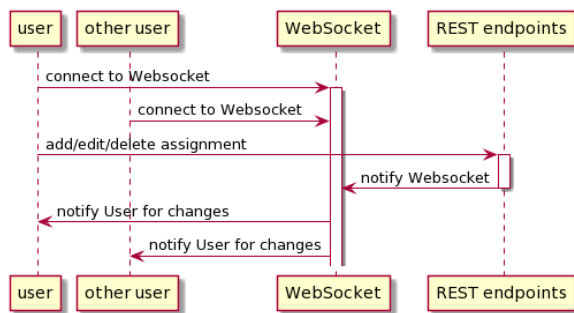 user
other user
WebSocket
REST endpoints
connect to Websocket
connect to Websocket
add/edit/delete assignment
notify Websocket
notify User for changes
notify User for changes
user
other user
WebSocket
REST endpoints